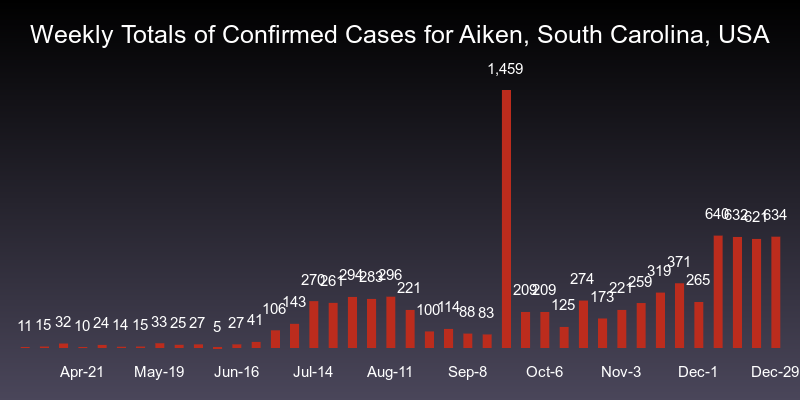 Weekly Totals of Confirmed Cases for Aiken, South Carolina, USA
1,459
640 632 621 634
270 261 294 283 296 221 274 221 259 319 371 265
106 143 100 114 88 83 209 209 125 173
11 15 32 10 24 14 15 33 25 27 5 27 41
Apr-21 May-19 Jun-16 Jul-14 Aug-11 Sep-8 Oct-6 Nov-3 Dec-1 Dec-29